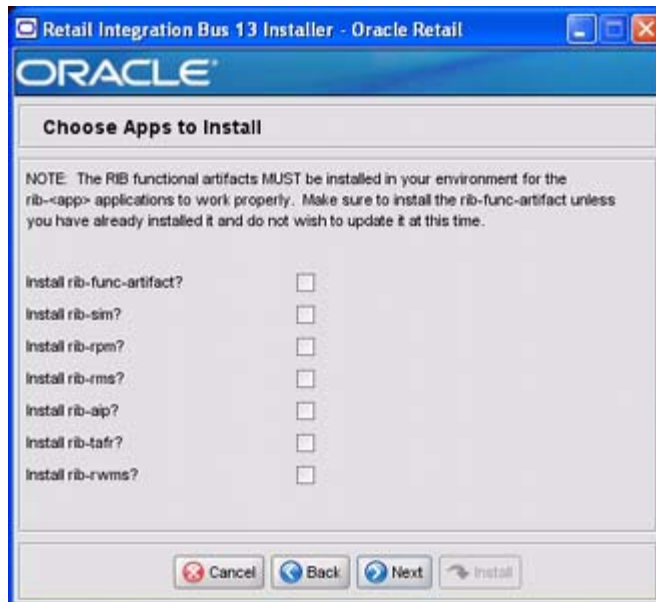 Retail Integration Bus 13 Installer - Oracle Retail
ORACLE
Choose Apps to Install
NOTE: The RIB functional artifacts MUST be installed in your environment for the
rib-<app> applications to work properly. Make sure to install the rib-func-artifact unless
you have already installed it and do not wish to update it at this time.
Install rib-func-artifact?
Install rib-sim?
Install rib-rpm?
Install rib-rms?
Install rib-aip?
Install rib-tafr?
Install rib-rwms?
Cancel Back Next Install